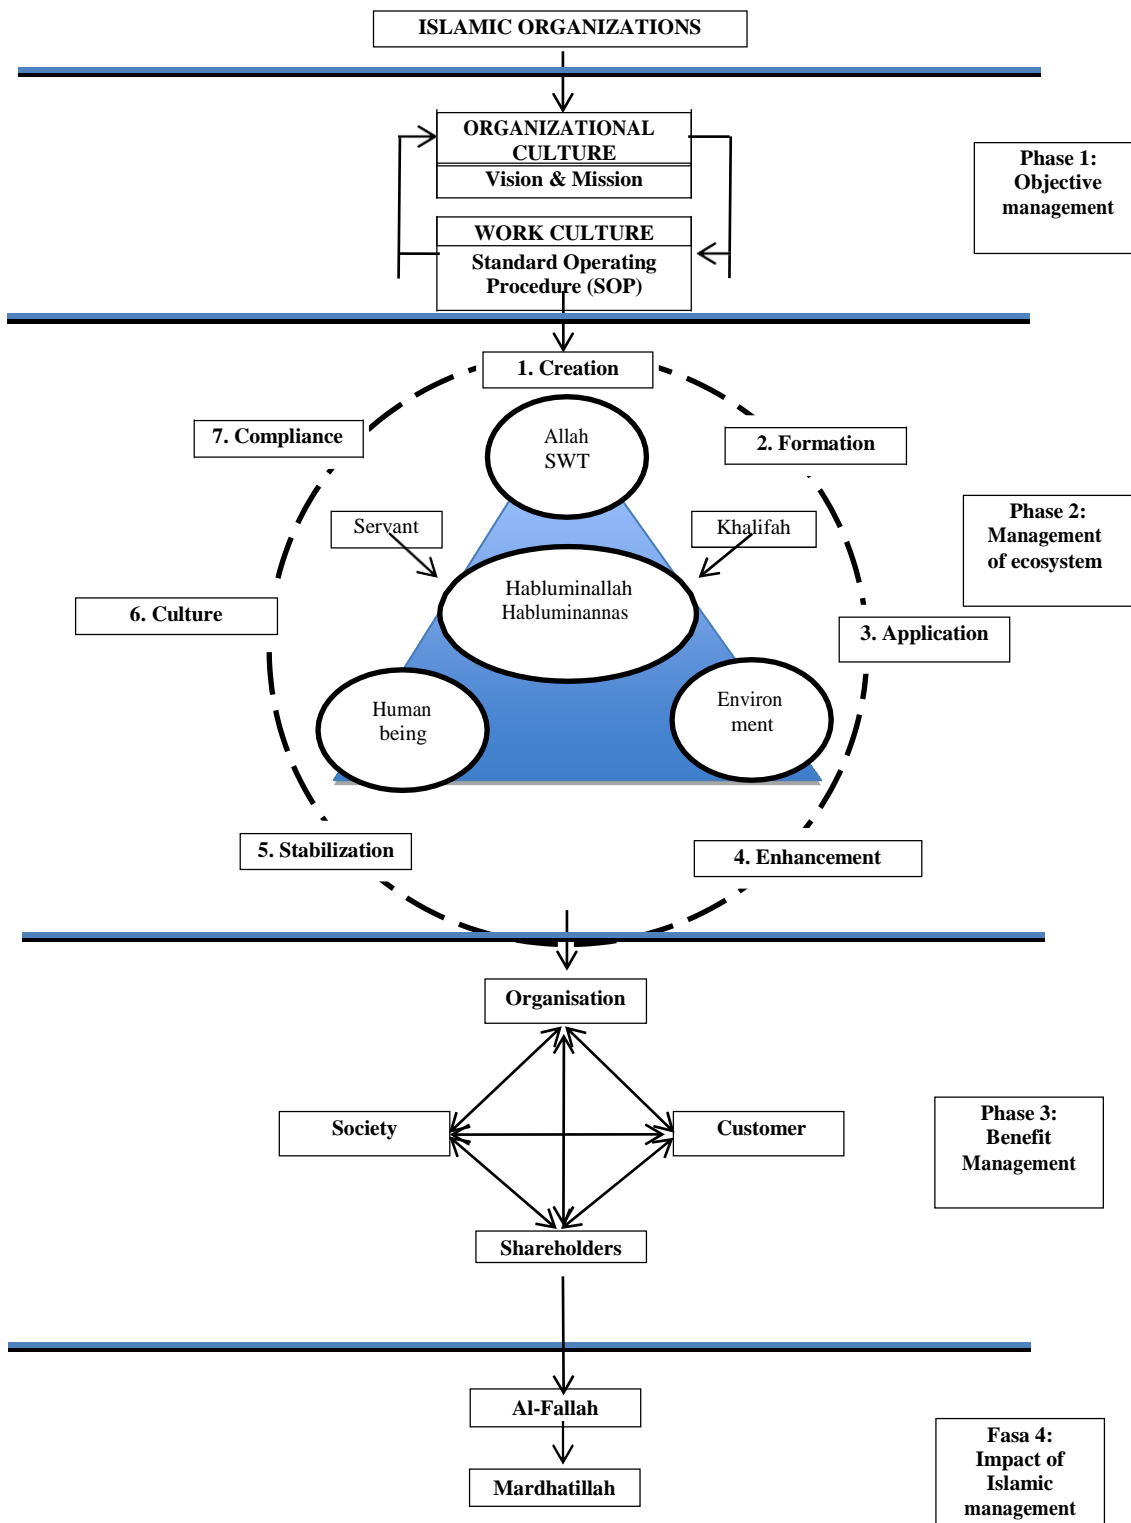 ISLAMIC ORGANIZATIONS
ORGANIZATIONAL
CULTURE
Vision & Mission
Phase 1:
Objective
management
WORK CULTURE
Standard Operating
Procedure (SOP)
1. Creation
7. Compliance
Allah
SWT
2. Formation
Servant
Khalifah
Phase 2:
Management
of ecosystem
Habluminallah
Habluminannas
6. Culture
3. Application
Human
being
Environ
ment
5. Stabilization
4. Enhancement
Organisation
Society
Customer
Phase 3:
Benefit
Management
Shareholders
Al-Fallah
Mardhatillah
Fasa 4:
Impact of
Islamic
management